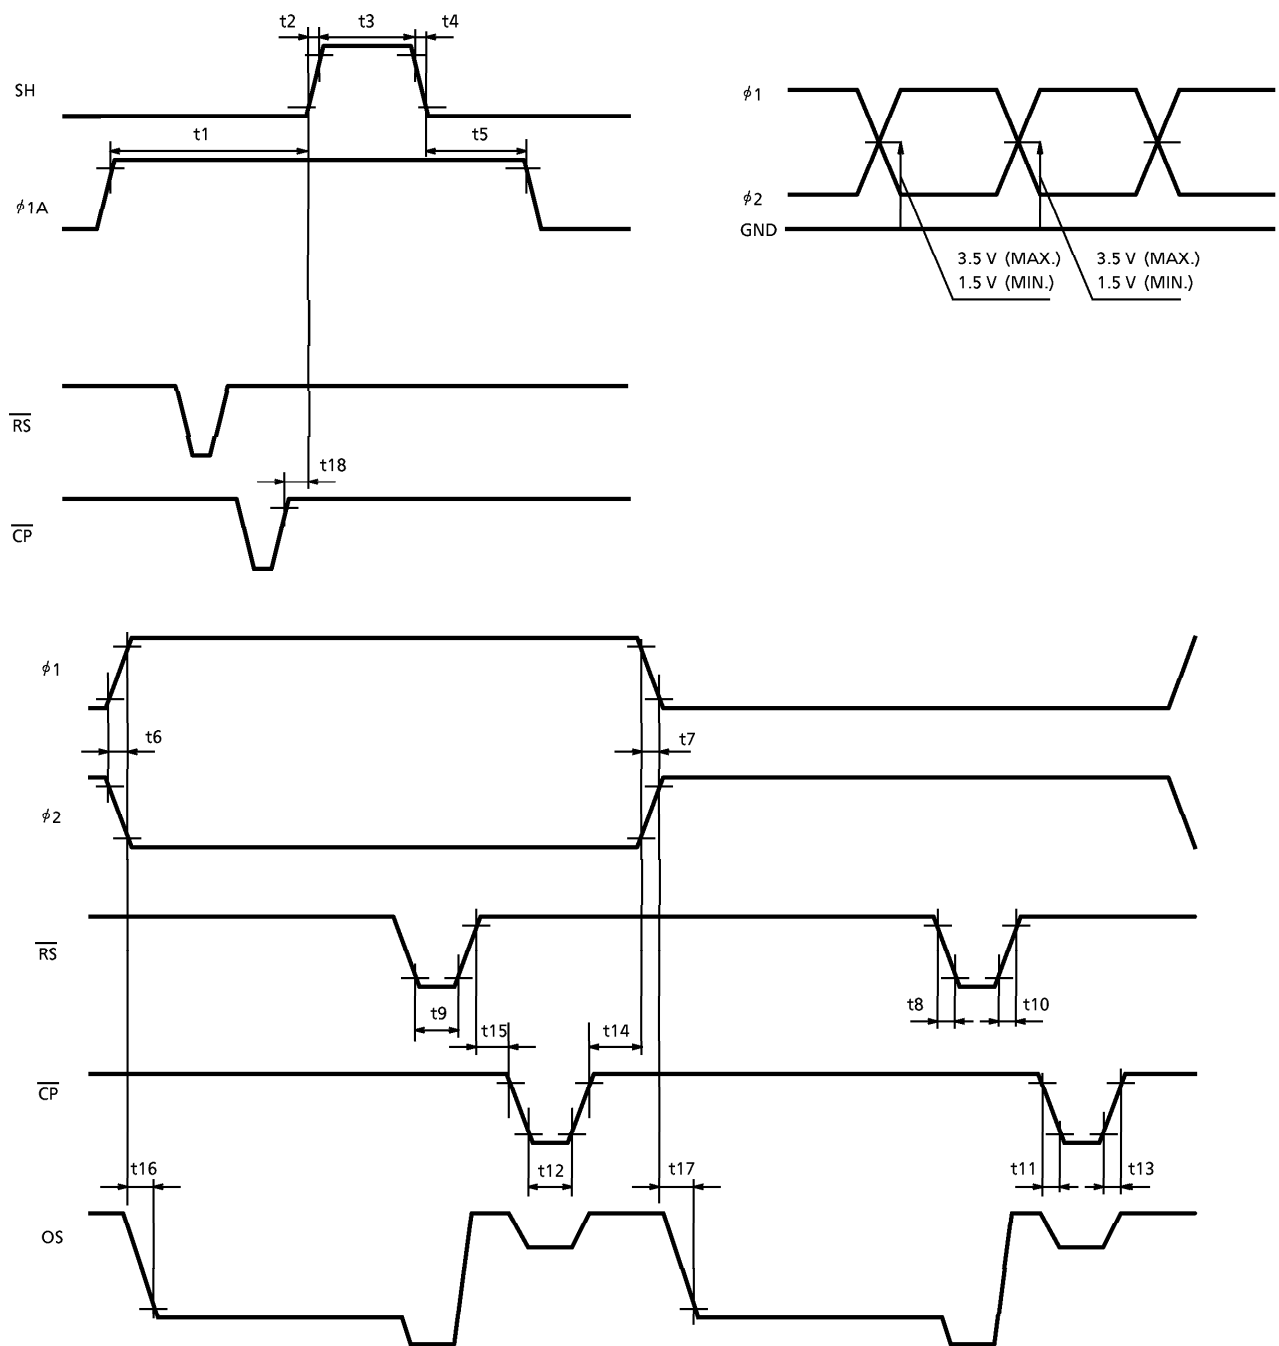 t2 t3 t4
SH
t1 t5
ϕ1A
RS
t18
CP
ϕ1
ϕ2
GND
3.5 V (MAX.) 3.5 V (MAX.)
1.5 V (MIN.) 1.5 V (MIN.)
ϕ1
t6 t7
ϕ2
RS
t9 t8 t10
t15 t14
CP
t16 t12 t17 t11 t13
OS